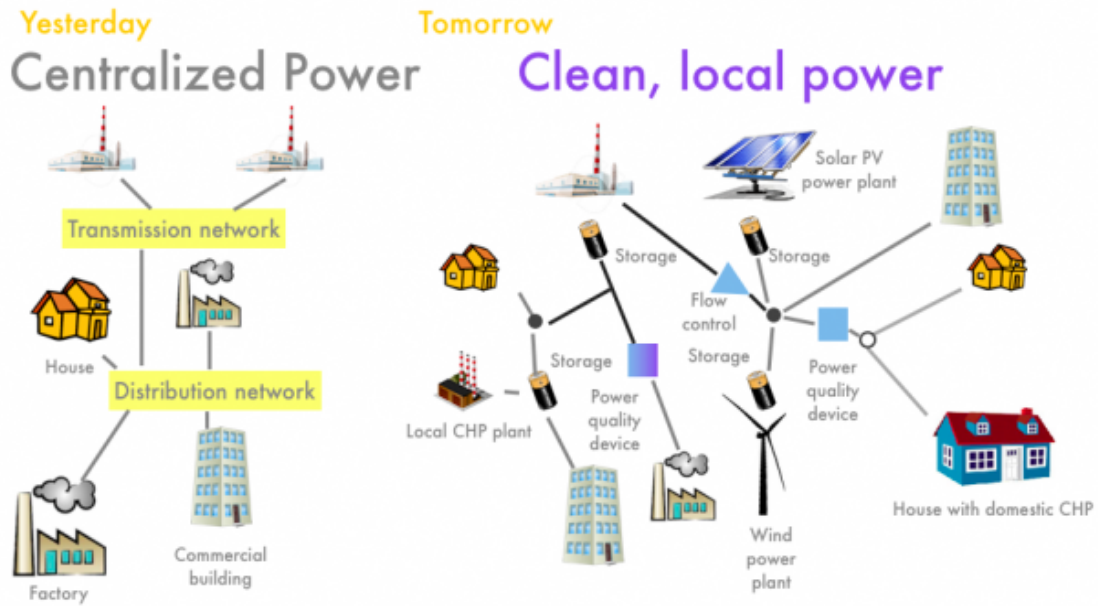 Yesterday
Centralized Power
Transmission network
House
Distribution network
Commercial
building
Factory
Tomorrow
Clean, local power
Solar PV
power plant
Storage
Storage
Flow
control
Storage
Storage
Power
quality
device
Power
quality
device
Local CHP plant
House with domestic CHP
Wind
power
plant